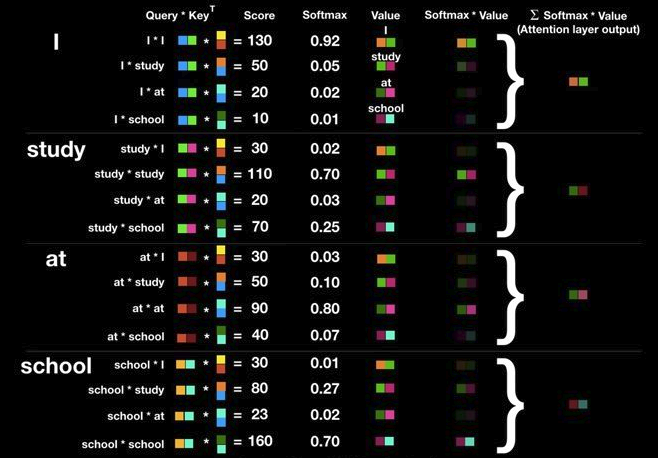 Query * Key^T Score Softmax Value Softmax * Value Σ Softmax * Value
(Attention layer output)
I I * I * = 130 0.92 I
I * study * = 50 0.05 study
I * at * = 20 0.02 at
I * school * = 10 0.01 school
study study * I * = 30 0.02
study * study * = 110 0.70
study * at * = 20 0.03
study * school * = 70 0.25
at at * I * = 30 0.03
at * study * = 50 0.10
at * at * = 90 0.80
at * school * = 40 0.07
school school * I * = 30 0.01
school * study * = 80 0.27
school * at * = 23 0.02
school * school * = 160 0.70